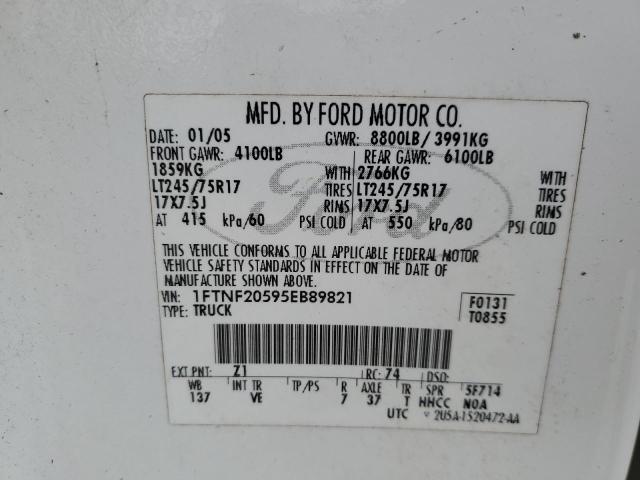 MFD. BY FORD MOTOR CO.
DATE: 01/05 GVWR: 8800LB/ 3991KG
FRONT GAWR: 4100LB REAR GAWR: 6100LB
1859KG WITH 2766KG WITH
LT245/75R17 TIRES LT245/75R17 TIRES
17X7.5J RIMS 17X7.5J RIMS
AT 415 kPa/60 PSI COLD AT 550 kPa/80 PSI COLD
Ford
THIS VEHICLE CONFORMS TO ALL APPLICABLE FEDERAL MOTOR
VEHICLE SAFETY STANDARDS IN EFFECT ON THE DATE OF
MANUFACTURE SHOWN ABOVE.
VIN: 1FTNF20595EB89821 F0131
TYPE: TRUCK T0855
EXT PNT: Z1 RC: 74 DSO:
WB INT TR TP/PS R AXLE TR SPR 5F714
137 VE 7 37 T HHCC NOA
UTC 2U5A-1520472-AA